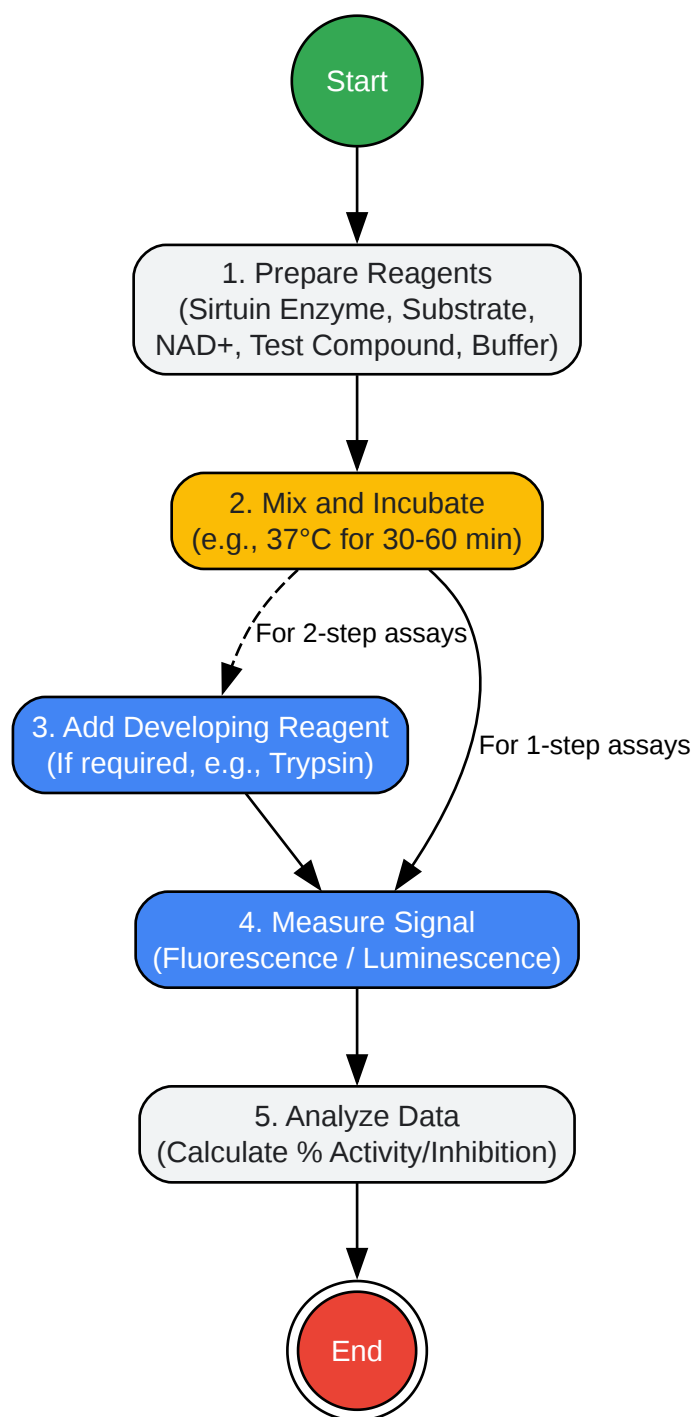 Start
1. Prepare Reagents
(Sirtuin Enzyme, Substrate,
NAD+, Test Compound, Buffer)
2. Mix and Incubate
(e.g., 37°C for 30-60 min)
For 2-step assays
3. Add Developing Reagent
(If required, e.g., Trypsin)
For 1-step assays
4. Measure Signal
(Fluorescence / Luminescence)
5. Analyze Data
(Calculate % Activity/Inhibition)
End